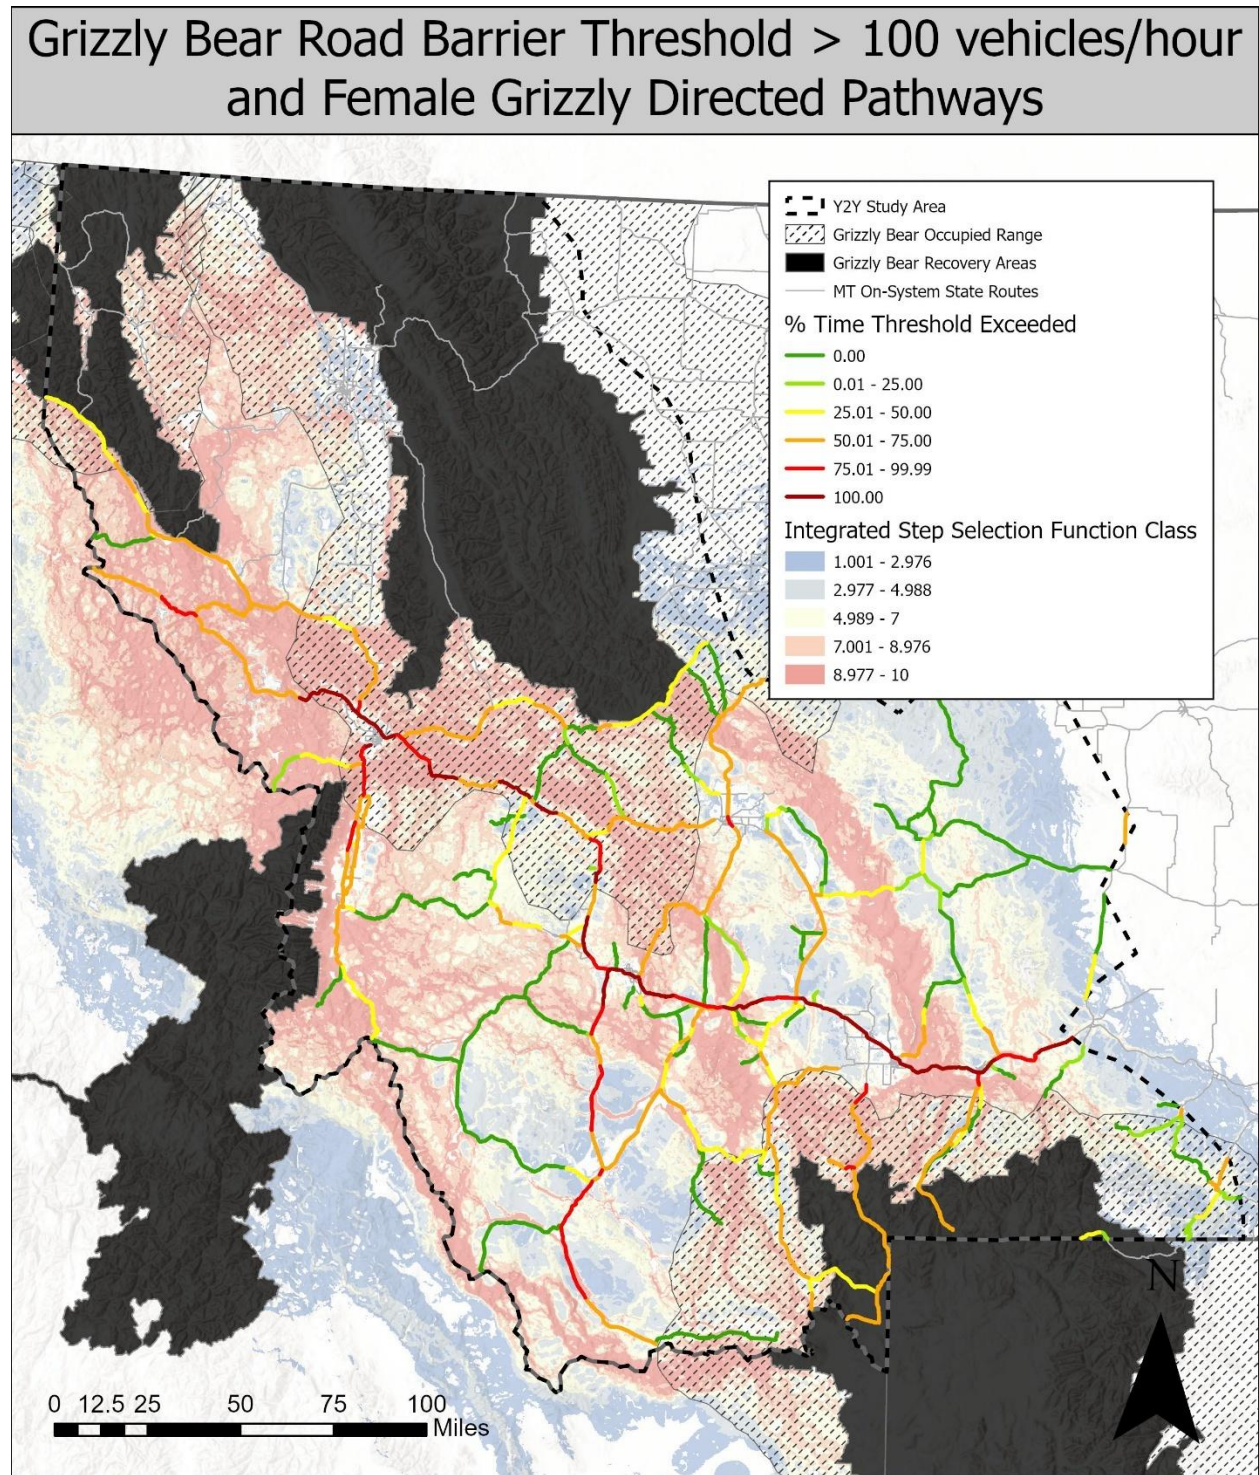 Grizzly Bear Road Barrier Threshold > 100 vehicles/hour
and Female Grizzly Directed Pathways
Y2Y Study Area
Grizzly Bear Occupied Range
Grizzly Bear Recovery Areas
MT On-System State Routes
% Time Threshold Exceeded
0.00
0.01 - 25.00
25.01 - 50.00
50.01 - 75.00
75.01 - 99.99
100.00
Integrated Step Selection Function Class
1.001 - 2.976
2.977 - 4.988
4.989 - 7
7.001 - 8.976
8.977 - 10
N
0 12.5 25 50 75 100
Miles